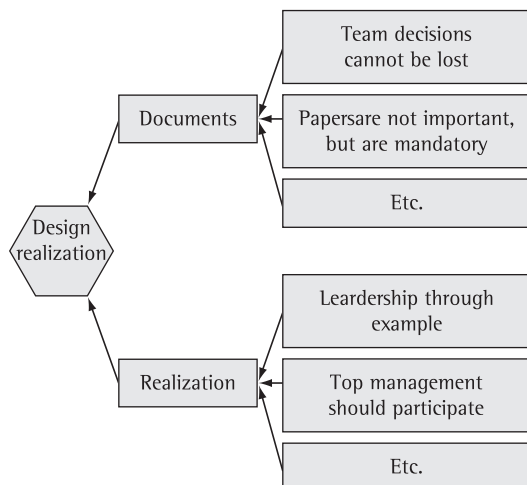 Team decisions
cannot be lost
Documents
Papersare not important,
but are mandatory
Etc.
Design
realization
Leardership through
example
Realization
Top management
should participate
Etc.